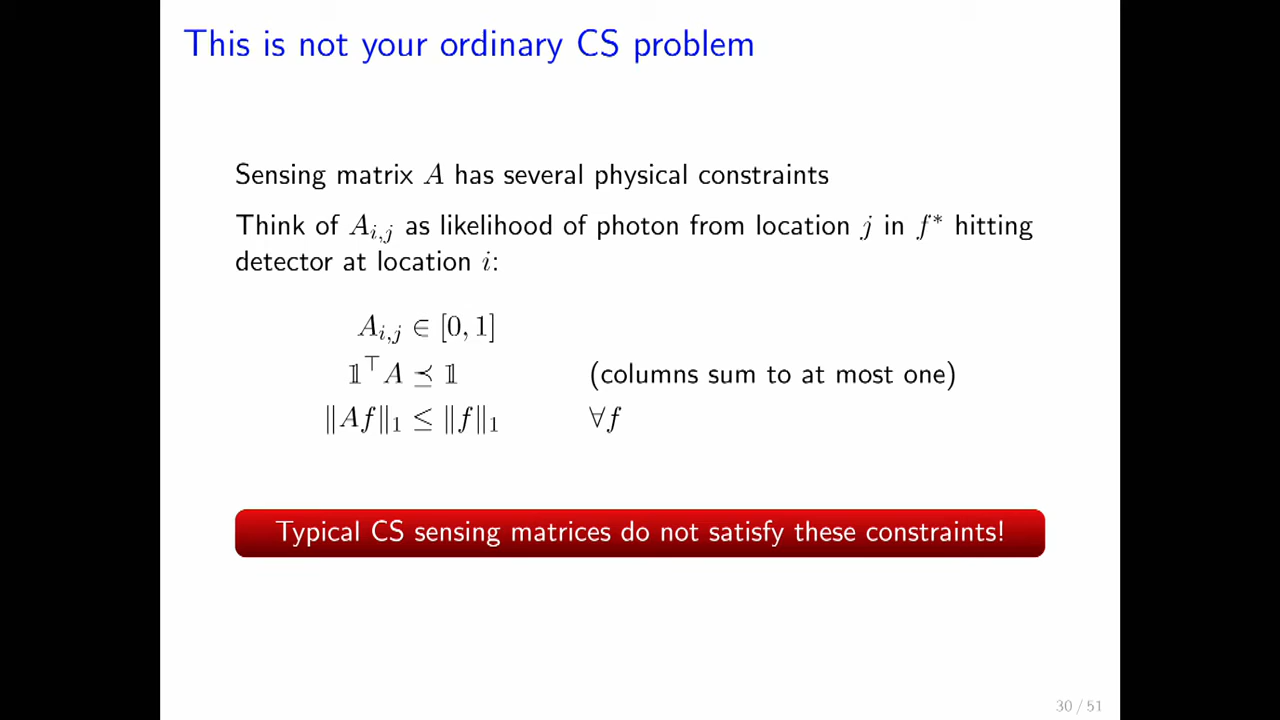 This is not your ordinary CS problem
Sensing matrix A has several physical constraints
Think of A_{i,j} as likelihood of photon from location j in f* hitting
detector at location i:
A_{i,j} ∈ [0, 1]
𝟙^⊤ A ⪯ 𝟙 (columns sum to at most one)
‖Af‖₁ ≤ ‖f‖₁ ∀f
Typical CS sensing matrices do not satisfy these constraints!
30 / 51